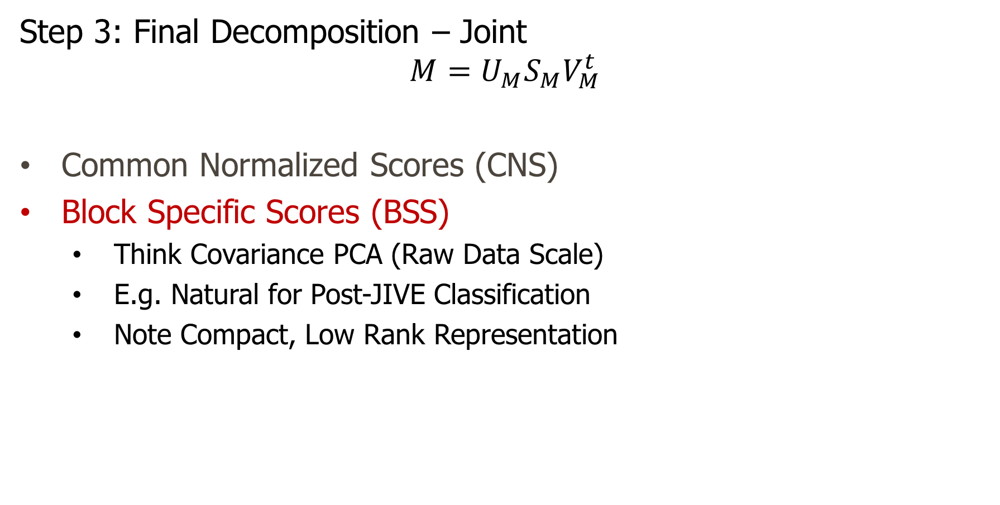 Step 3: Final Decomposition – Joint
M = U_M S_M V_M^t
• Common Normalized Scores (CNS)
• Block Specific Scores (BSS)
• Think Covariance PCA (Raw Data Scale)
• E.g. Natural for Post-JIVE Classification
• Note Compact, Low Rank Representation